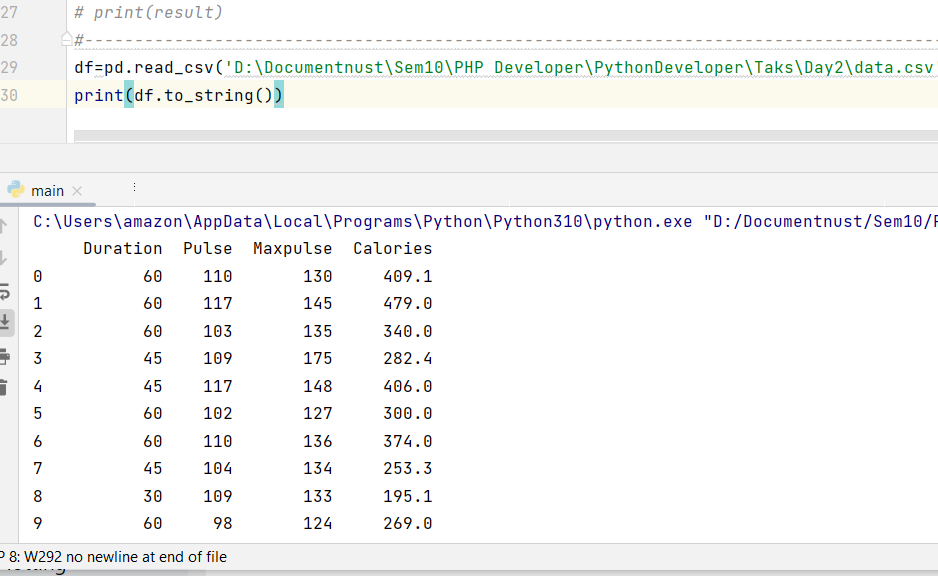 27 # print(result)
28 #-----------------------------------------------------------------------------------
29 df=pd.read_csv('D:\Documentnust\Sem10\PHP Developer\PythonDeveloper\Taks\Day2\data.csv
30 print(df.to_string())
main
C:\Users\amazon\AppData\Local\Programs\Python\Python310\python.exe "D:/Documentnust/Sem10/
Duration Pulse Maxpulse Calories
0 60 110 130 409.1
1 60 117 145 479.0
2 60 103 135 340.0
3 45 109 175 282.4
4 45 117 148 406.0
5 60 102 127 300.0
6 60 110 136 374.0
7 45 104 134 253.3
8 30 109 133 195.1
9 60 98 124 269.0
P 8: W292 no newline at end of file